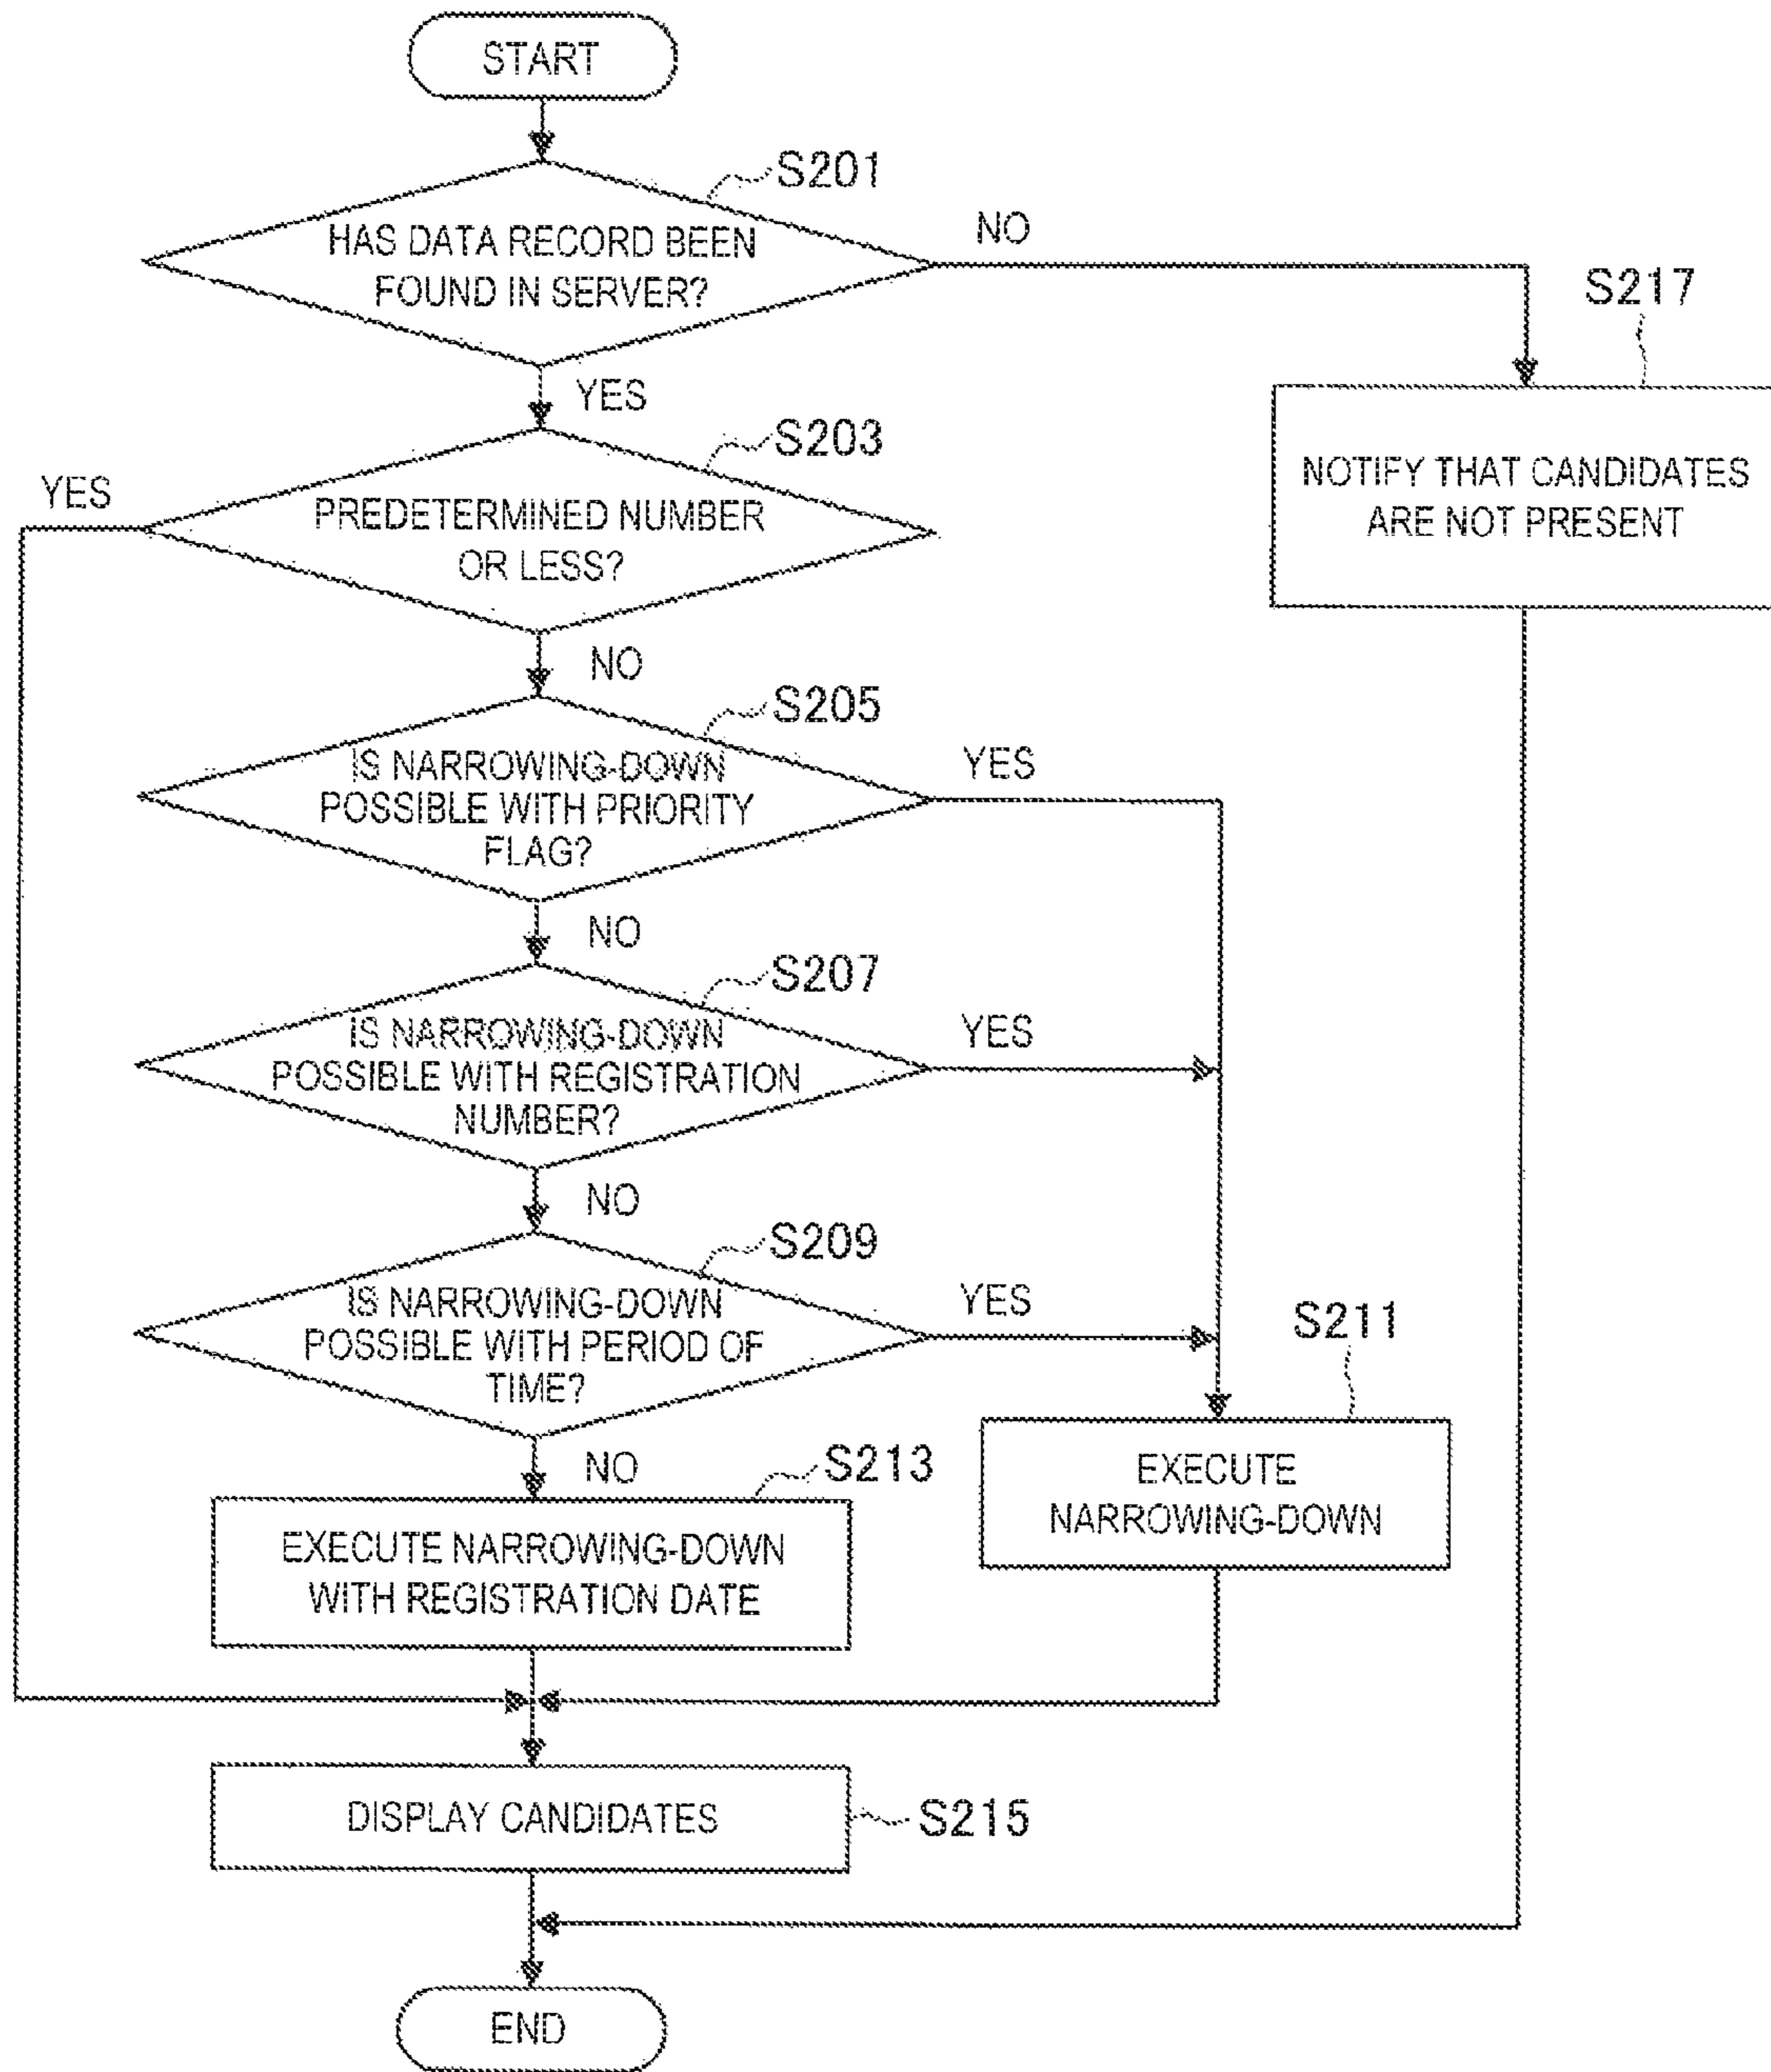 START
S201
HAS DATA RECORD BEEN
FOUND IN SERVER?
NO
YES
S217
NOTIFY THAT CANDIDATES
ARE NOT PRESENT
S203
YES
PREDETERMINED NUMBER
OR LESS?
NO
S205
IS NARROWING-DOWN
POSSIBLE WITH PRIORITY
FLAG?
YES
NO
S207
IS NARROWING-DOWN
POSSIBLE WITH REGISTRATION
NUMBER?
YES
NO
S209
IS NARROWING-DOWN
POSSIBLE WITH PERIOD OF
TIME?
YES
NO
S211
EXECUTE
NARROWING-DOWN
S213
EXECUTE NARROWING-DOWN
WITH REGISTRATION DATE
DISPLAY CANDIDATES
S215
END